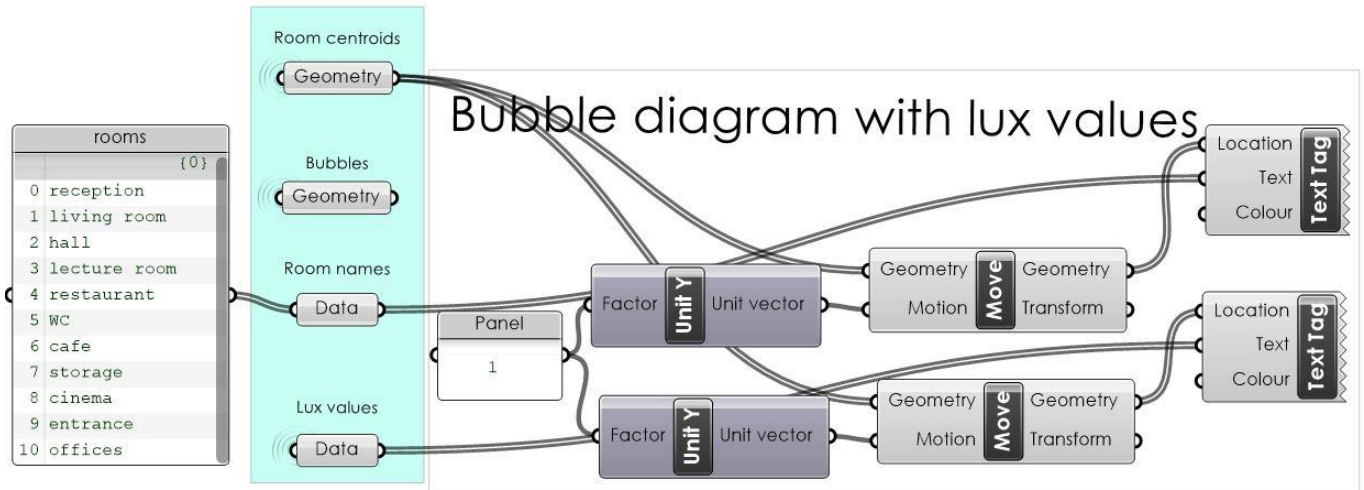 Room centroids
Geometry
Bubble diagram with lux values
rooms
{0}
0 reception
1 living room
2 hall
3 lecture room
4 restaurant
5 WC
6 cafe
7 storage
8 cinema
9 entrance
10 offices
Bubbles
Geometry
Room names
Data
Lux values
Data
Panel
1
Factor
Unit Y
Unit vector
Factor
Unit Y
Unit vector
Geometry
Motion
Move
Geometry
Transform
Geometry
Motion
Move
Geometry
Transform
Location
Text
Colour
Text Tag
Location
Text
Colour
Text Tag